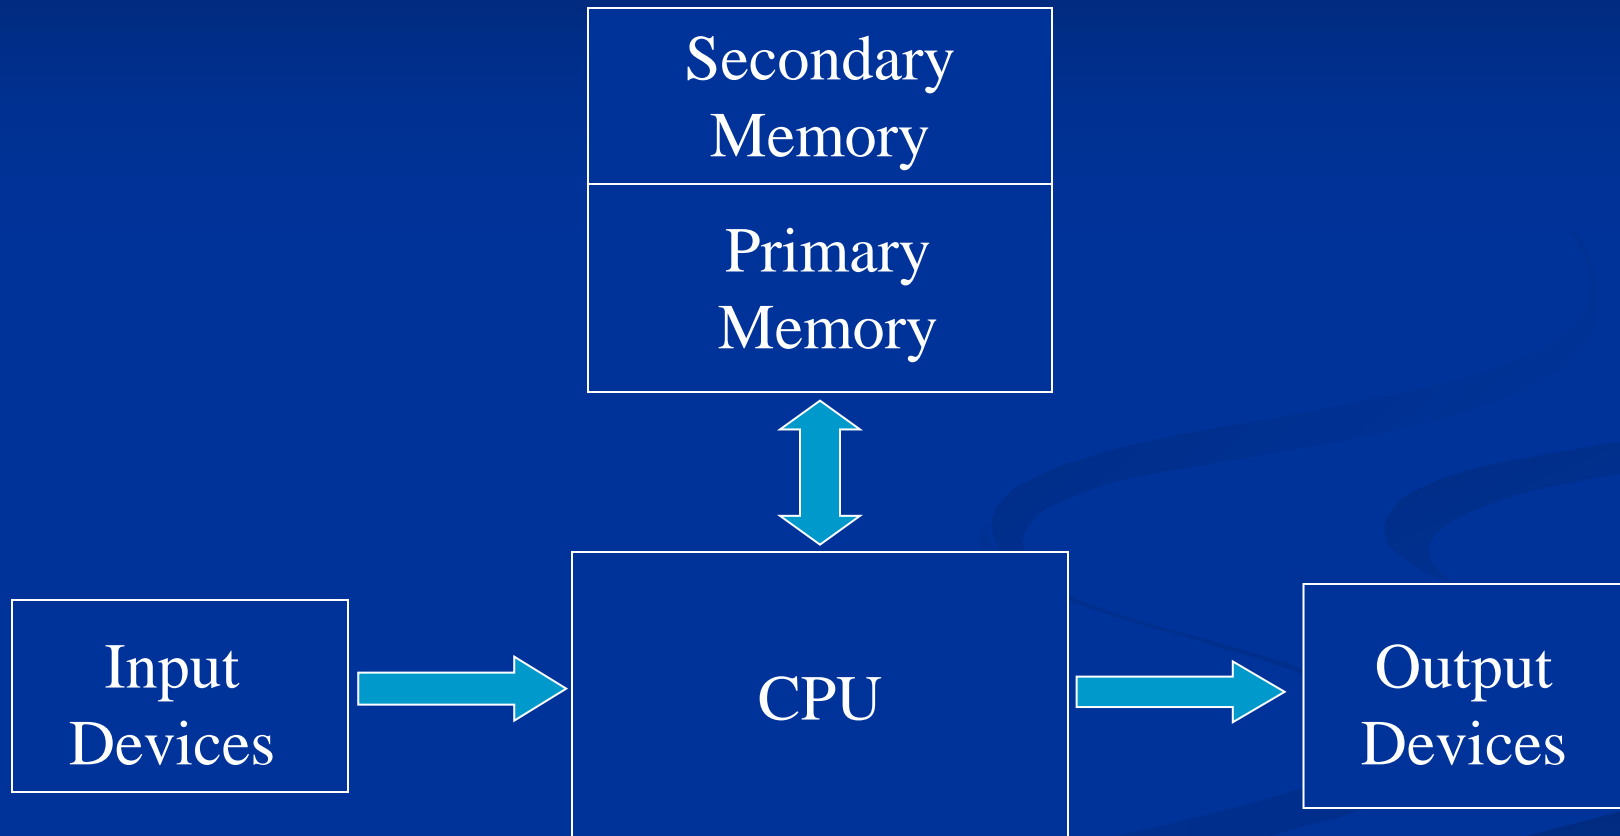 Secondary
Memory
Primary
Memory
Input
Devices
CPU
Output
Devices